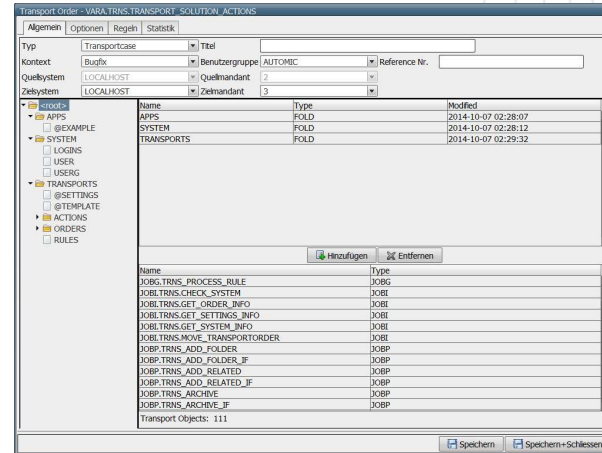 Transport Order - VARA.TRNS.TRANSPORT_SOLUTION_ACTIONS
Algemein Optionen Regeln Statistik
Typ Transportcase Titel
Kontext Bugfix Benutzergruppe AUTOMIC Reference Nr.
Quellsystem LOCALHOST Quellmandant 2
Zielsystem LOCALHOST Zielmandant 3
<root>
APPS
@EXAMPLE
SYSTEM
LOGINS
USER
USERG
TRANSPORTS
@SETTINGS
@TEMPLATE
ACTIONS
ORDERS
RULES
Name Type Modified
APPS FOLD 2014-10-07 02:28:07
SYSTEM FOLD 2014-10-07 02:28:12
TRANSPORTS FOLD 2014-10-07 02:29:32
Hinzufügen Entfernen
Name Type
JOBG.TRNS_PROCESS_RULE JOBG
JOBI.TRNS.CHECK_SYSTEM JOBI
JOBI.TRNS.GET_ORDER_INFO JOBI
JOBI.TRNS.GET_SETTINGS_INFO JOBI
JOBI.TRNS.GET_SYSTEM_INFO JOBI
JOBI.TRNS.MOVE_TRANSPORTORDER JOBI
JOBP.TRNS_ADD_FOLDER JOBP
JOBP.TRNS_ADD_FOLDER_IF JOBP
JOBP.TRNS_ADD_RELATED JOBP
JOBP.TRNS_ADD_RELATED_IF JOBP
JOBP.TRNS_ARCHIVE JOBP
JOBP.TRNS_ARCHIVE_IF JOBP
Transport Objects: 111
Speichern Speichern+Schliessen